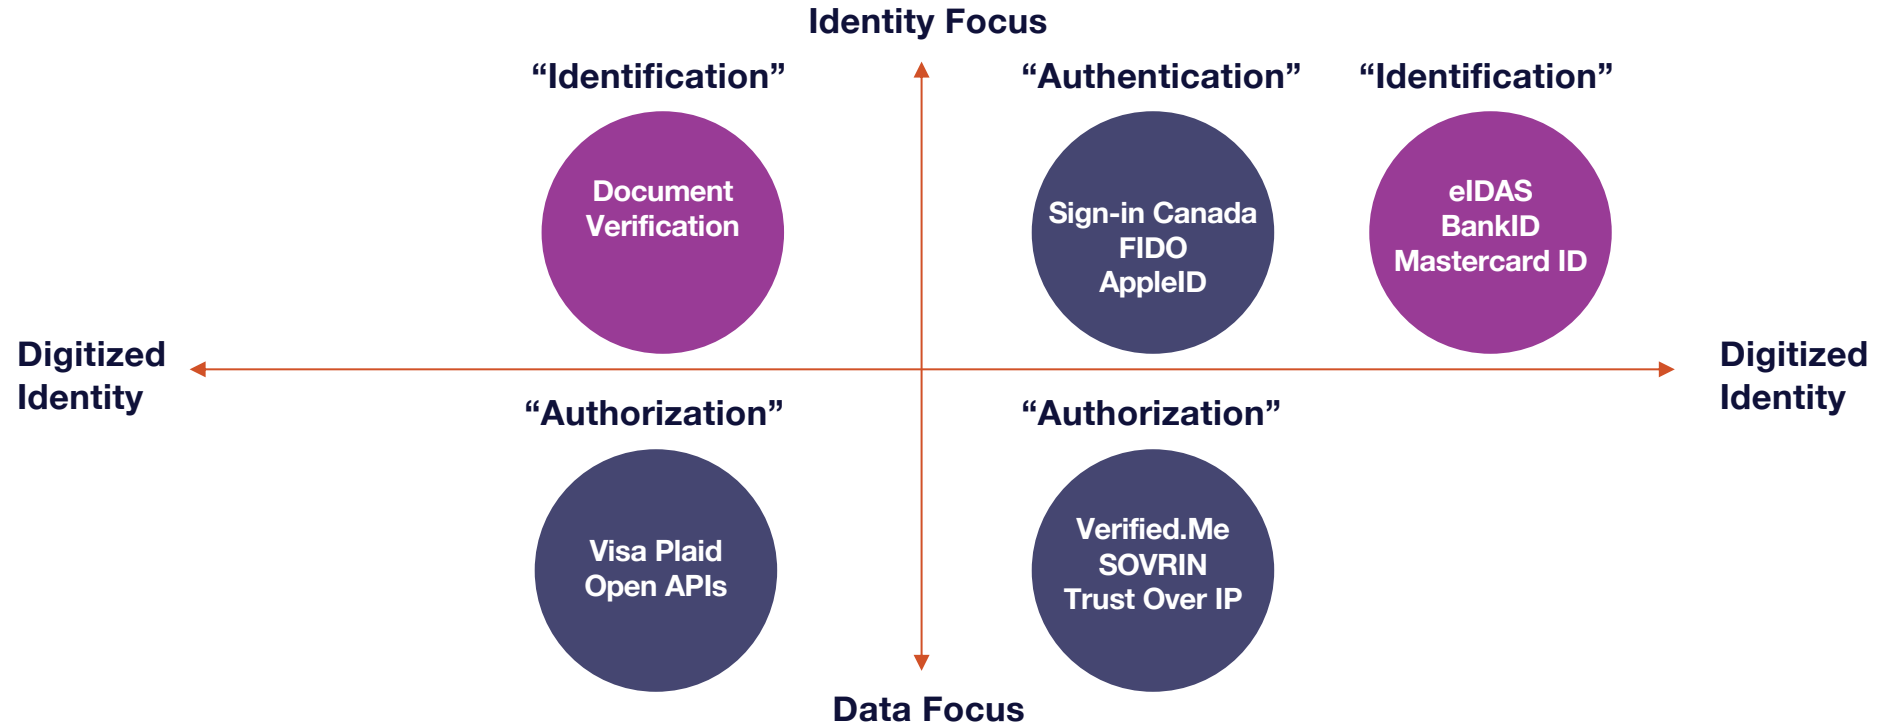 Identity Focus
“Identification”
“Authentication”
“Identification”
Document
Verification
Sign-in Canada
FIDO
AppleID
eIDAS
BankID
Mastercard ID
Digitized
Identity
Digitized
Identity
“Authorization”
“Authorization”
Visa Plaid
Open APIs
Verified.Me
SOVRIN
Trust Over IP
Data Focus